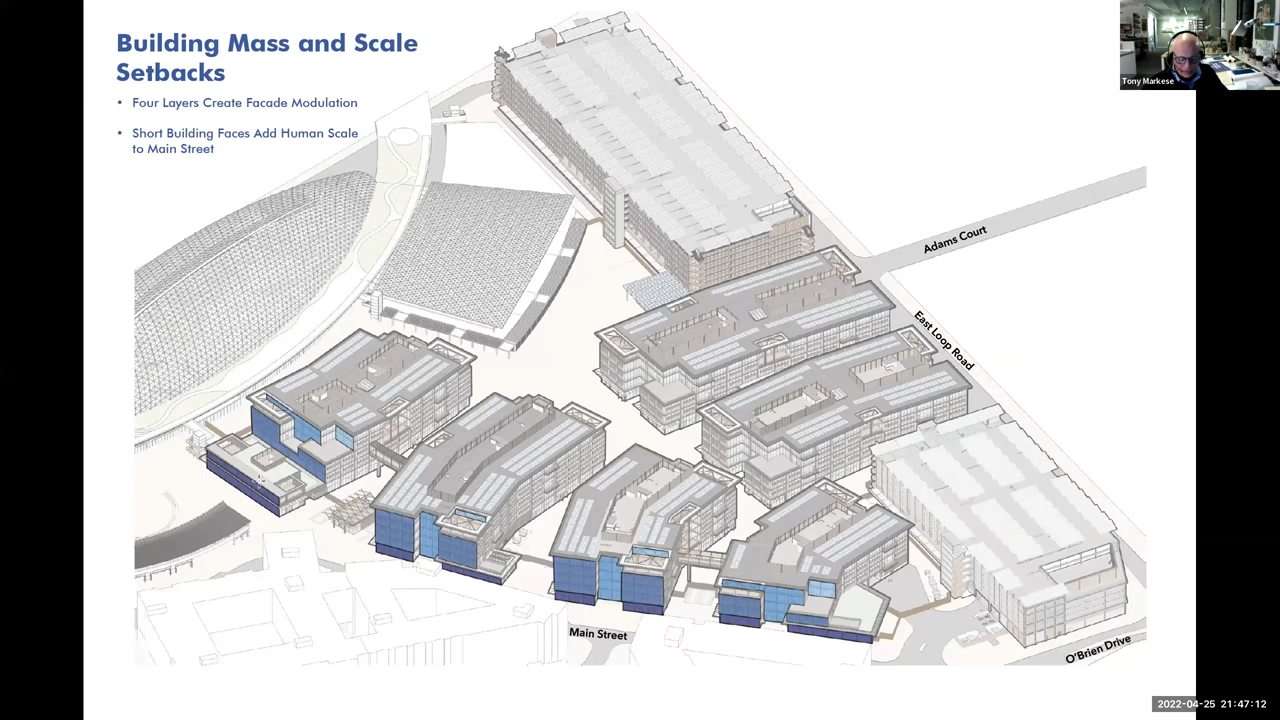 Building Mass and Scale
Setbacks
• Four Layers Create Facade Modulation
• Short Building Faces Add Human Scale
to Main Street
Tony Markese
Adams Court
East Loop Road
Main Street
O'Brien Drive
2022-04-25 21:47:12